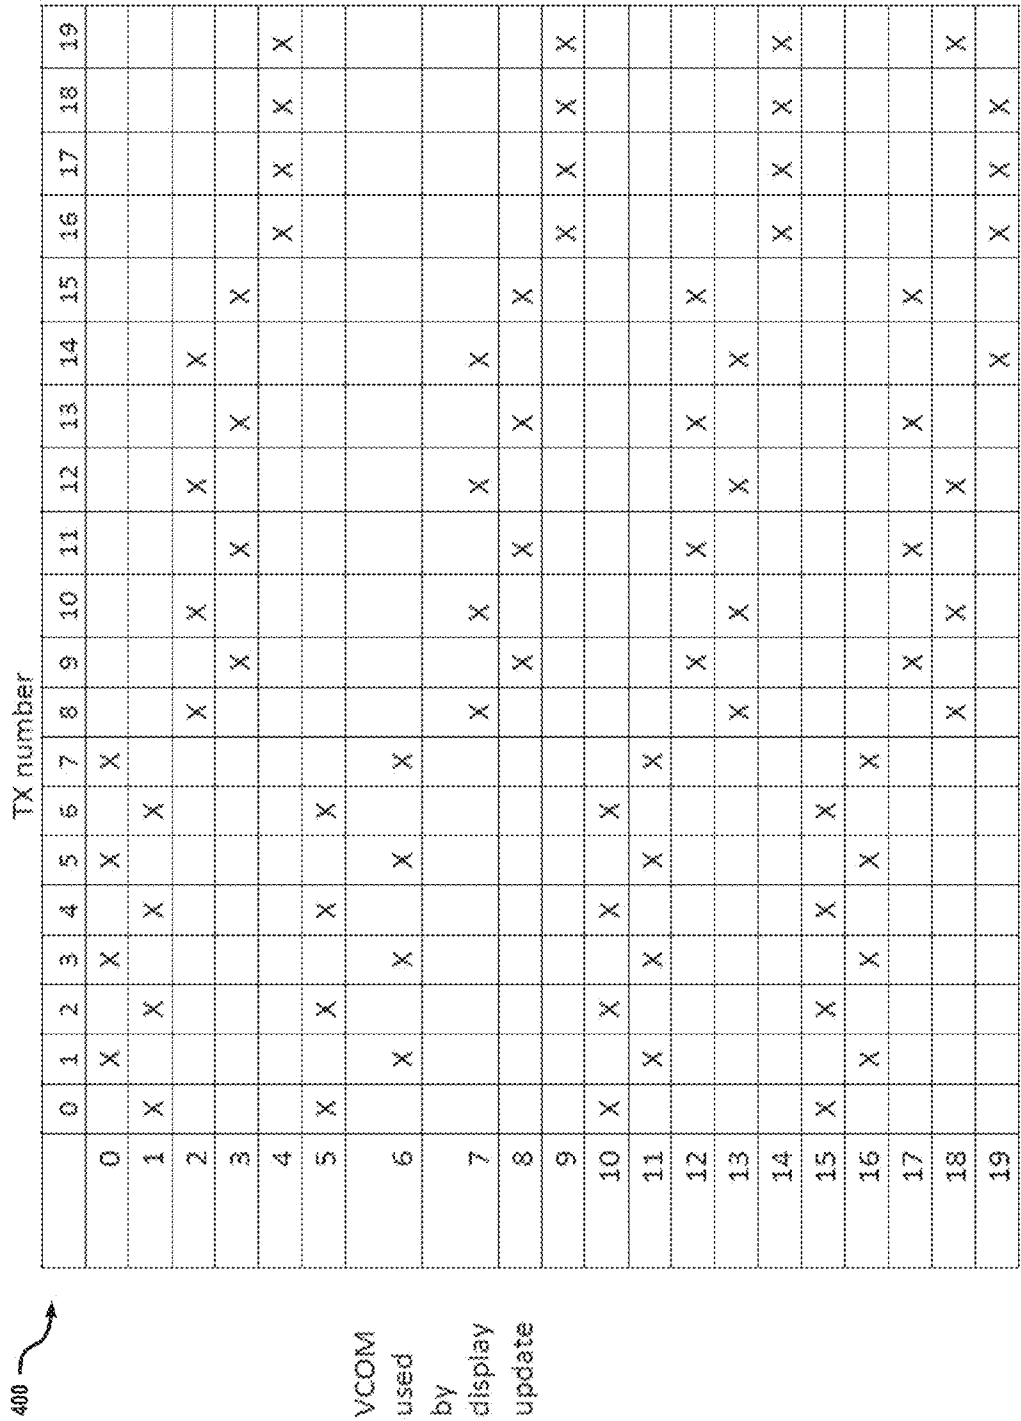 400
TX number
0 1 2 3 4 5 6 7 8 9 10 11 12 13 14 15 16 17 18 19
0 X X X X
1 X X X X
2 X X X X
3 X X X X
4 X X X X
5 X X X X
6 X X X X
7 X X X X
8 X X X X
9 X X X X
10 X X X X
11 X X X X
12 X X X X
13 X X X X
14 X X X X
15 X X X X
16 X X X X
17 X X X X
18 X X X X
19 X X X X
VCOM
used
by
display
update